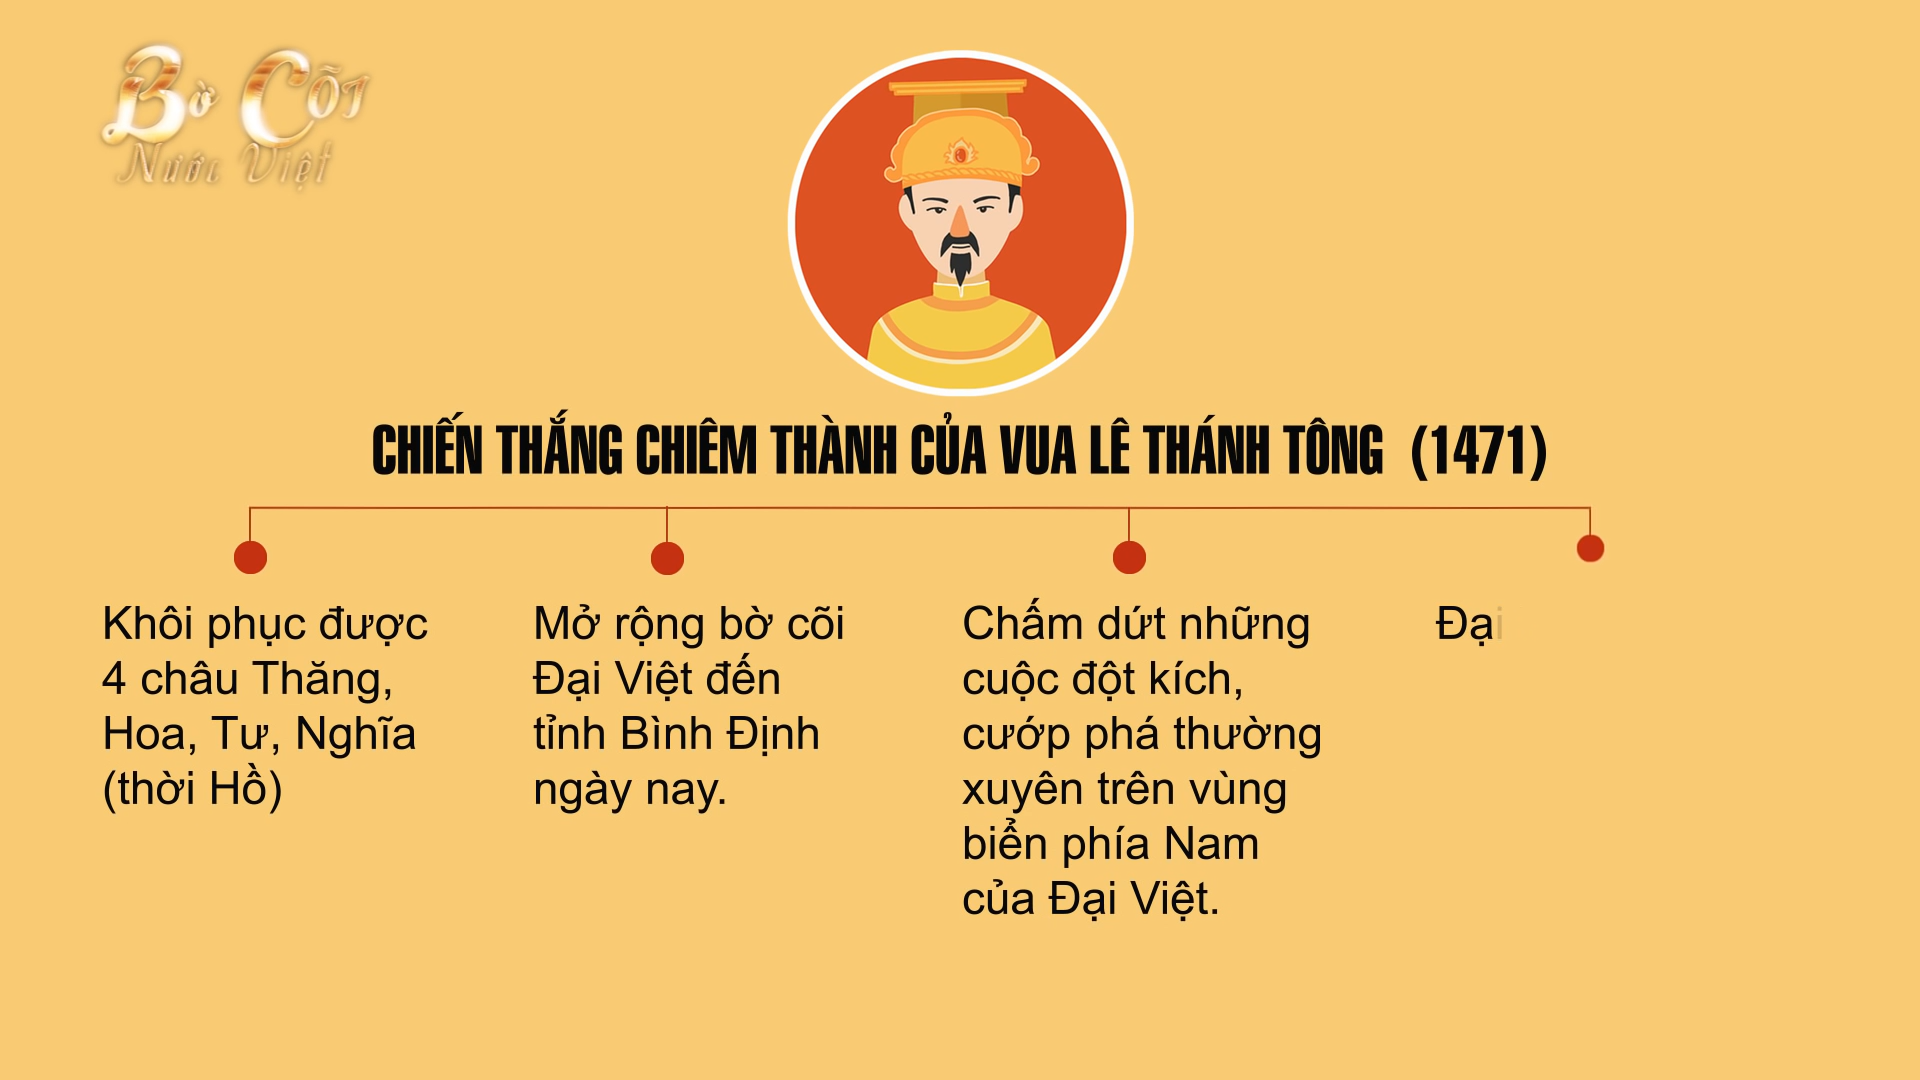 Bờ Cõi
Nước Việt
CHIẾN THẮNG CHIÊM THÀNH CỦA VUA LÊ THÁNH TÔNG (1471)
Khôi phục được
4 châu Thăng,
Hoa, Tư, Nghĩa
(thời Hồ)
Mở rộng bờ cõi
Đại Việt đến
tỉnh Bình Định
ngày nay.
Chấm dứt những
cuộc đột kích,
cướp phá thường
xuyên trên vùng
biển phía Nam
của Đại Việt.
Đại